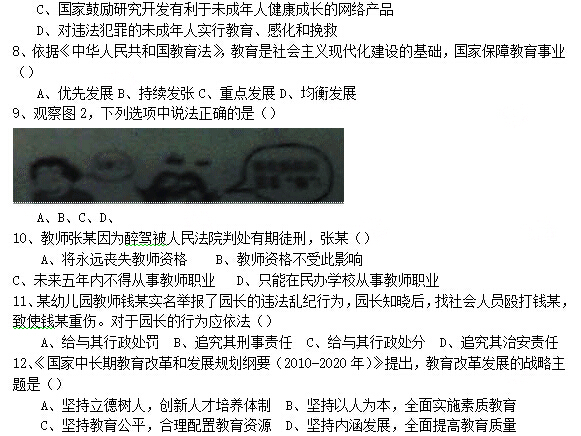 C、国家鼓励研究开发有利于未成年人健康成长的网络产品
D、对违法犯罪的未成年人实行教育、感化和挽救
8、依据《中华人民共和国教育法》，教育是社会主义现代化建设的基础，国家保障教育事业
（）
A、优先发展 B、持续发张 C、重点发展 D、均衡发展
9、观察图 2，下列选项中说法正确的是（）
A、B、C、D、
10、教师张某因为醉驾被人民法院判处有期徒刑，张某（）
A、将永远丧失教师资格 B、教师资格不受此影响
C、未来五年内不得从事教师职业 D、只能在民办学校从事教师职业
11、某幼儿园教师钱某实名举报了园长的违法乱纪行为，园长知晓后，找社会人员殴打钱某，
致使钱某重伤。对于园长的行为应依法（）
A、给与其行政处罚 B、追究其刑事责任 C、给与其行政处分 D、追究其治安责任
12、《国家中长期教育改革和发展规划纲要（2010-2020 年）》提出，教育改革发展的战略主
题是（）
A、坚持立德树人，创新人才培养体制 B、坚持以人为本，全面实施素质教育
C、坚持教育公平，合理配置教育资源 D、坚持内涵发展，全面提高教育质量